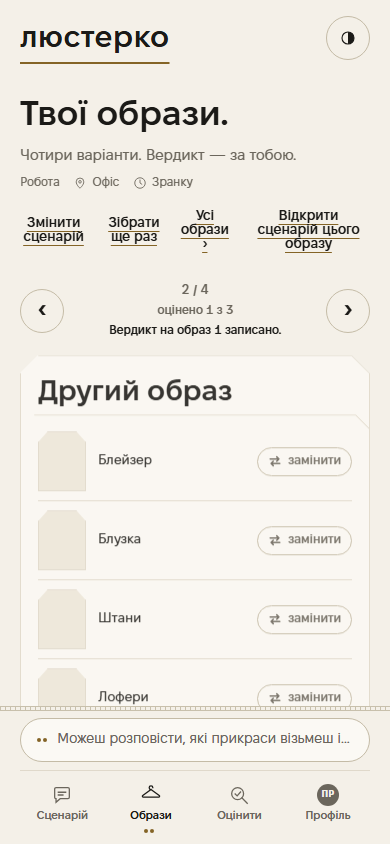 люстерко
Твої образи.
Чотири варіанти. Вердикт — за тобою.
Робота Офіс Зранку
Змінити
сценарій
Зібрати
ще раз
Усі
образи
›
Відкрити
сценарій цього
образу
‹
2 / 4
оцінено 1 з 3
Вердикт на образ 1 записано.
›
Другий образ
Блейзер замінити
Блузка замінити
Штани замінити
Лофери замінити
Можеш розповісти, які прикраси візьмеш і...
Сценарій Образи Оцінити ПР Профіль